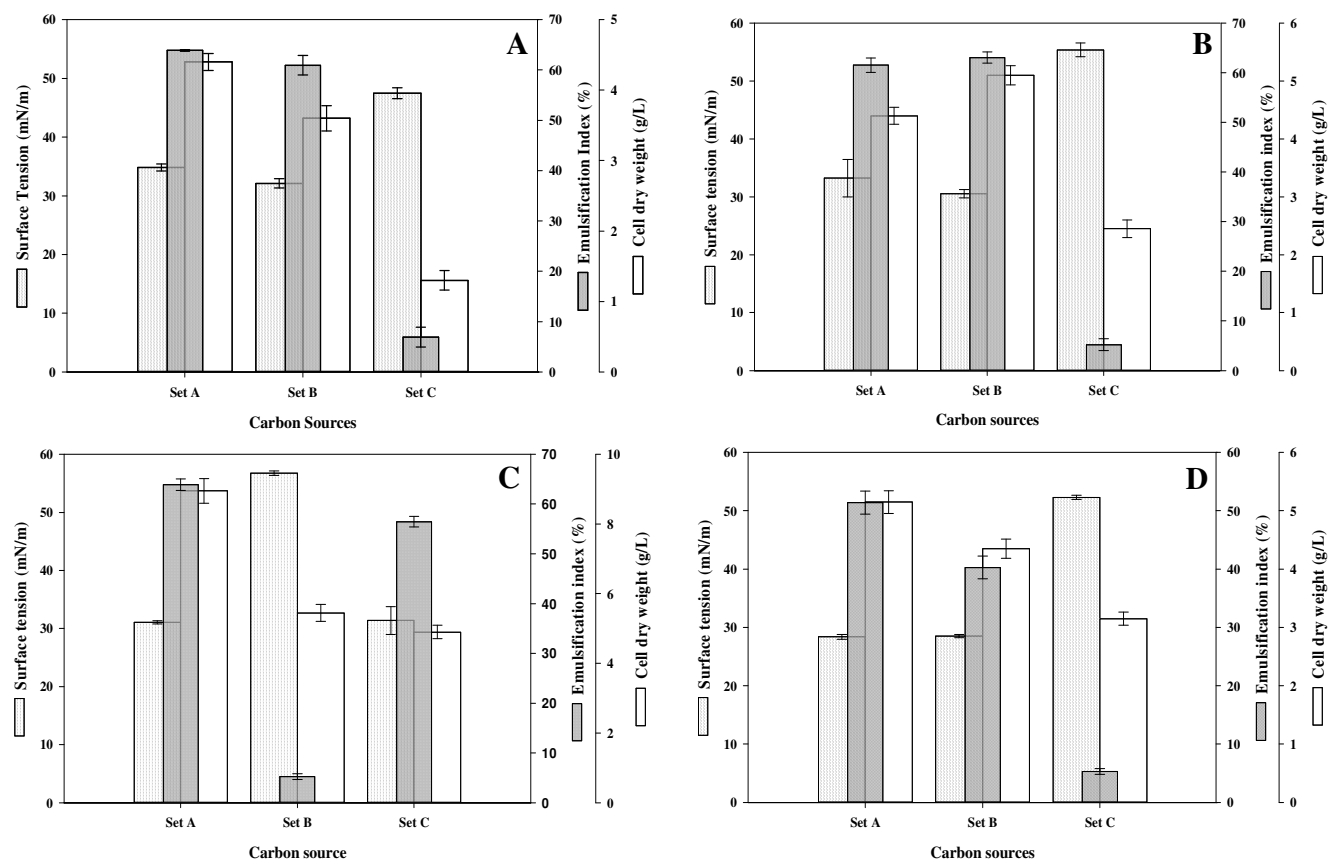 A
Surface Tension (mN/m)
0
10
20
30
40
50
60
Set A
Set B
Set C
Carbon Sources
0
10
20
30
40
50
60
70
Emulsification Index (%)
0
1
2
3
4
5
Cell dry weight (g/L)
B
Surface tension (mN/m)
0
10
20
30
40
50
60
Set A
Set B
Set C
Carbon sources
0
10
20
30
40
50
60
70
Emulsification index (%)
0
1
2
3
4
5
6
Cell dry weight (g/L)
C
Surface tension (mN/m)
0
10
20
30
40
50
60
Set A
Set B
Set C
Carbon source
0
10
20
30
40
50
60
70
Emulsification index (%)
0
2
4
6
8
10
Cell dry weight (g/L)
D
Surface tension (mN/m)
0
10
20
30
40
50
60
Set A
Set B
Set C
Carbon sources
0
10
20
30
40
50
60
Emulsification index (%)
0
1
2
3
4
5
6
Cell dry weight (g/L)